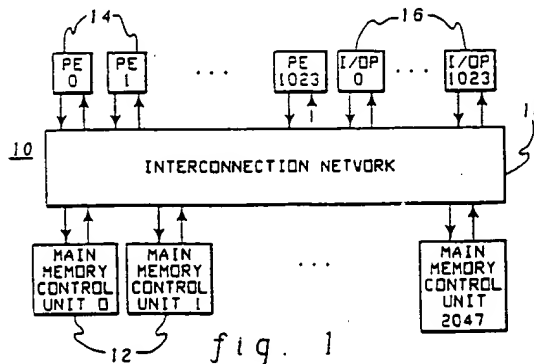 14
16
PE
0
PE
1
. . .
PE
1023
I/OP
0
. . .
I/OP
1023
10
INTERCONNECTION NETWORK
MAIN
MEMORY
CONTROL
UNIT 0
MAIN
MEMORY
CONTROL
UNIT 1
. . .
MAIN
MEMORY
CONTROL
UNIT
2047
12
fig. 1